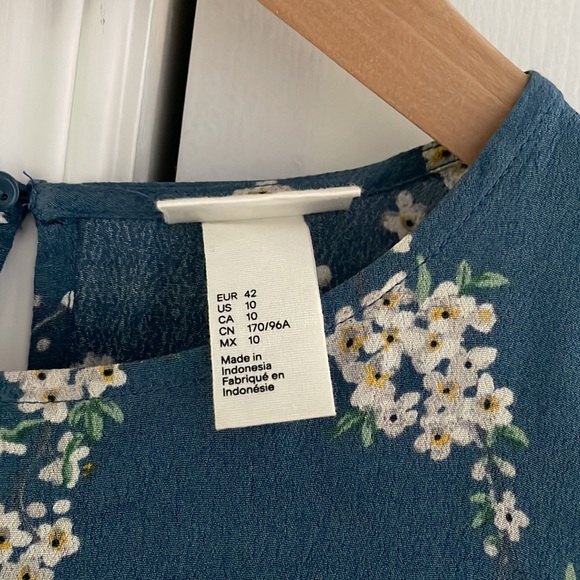 EUR 42
US 10
CA 10
CN 170/96A
MX 10
Made in
Indonesia
Fabriqué en
Indonésie